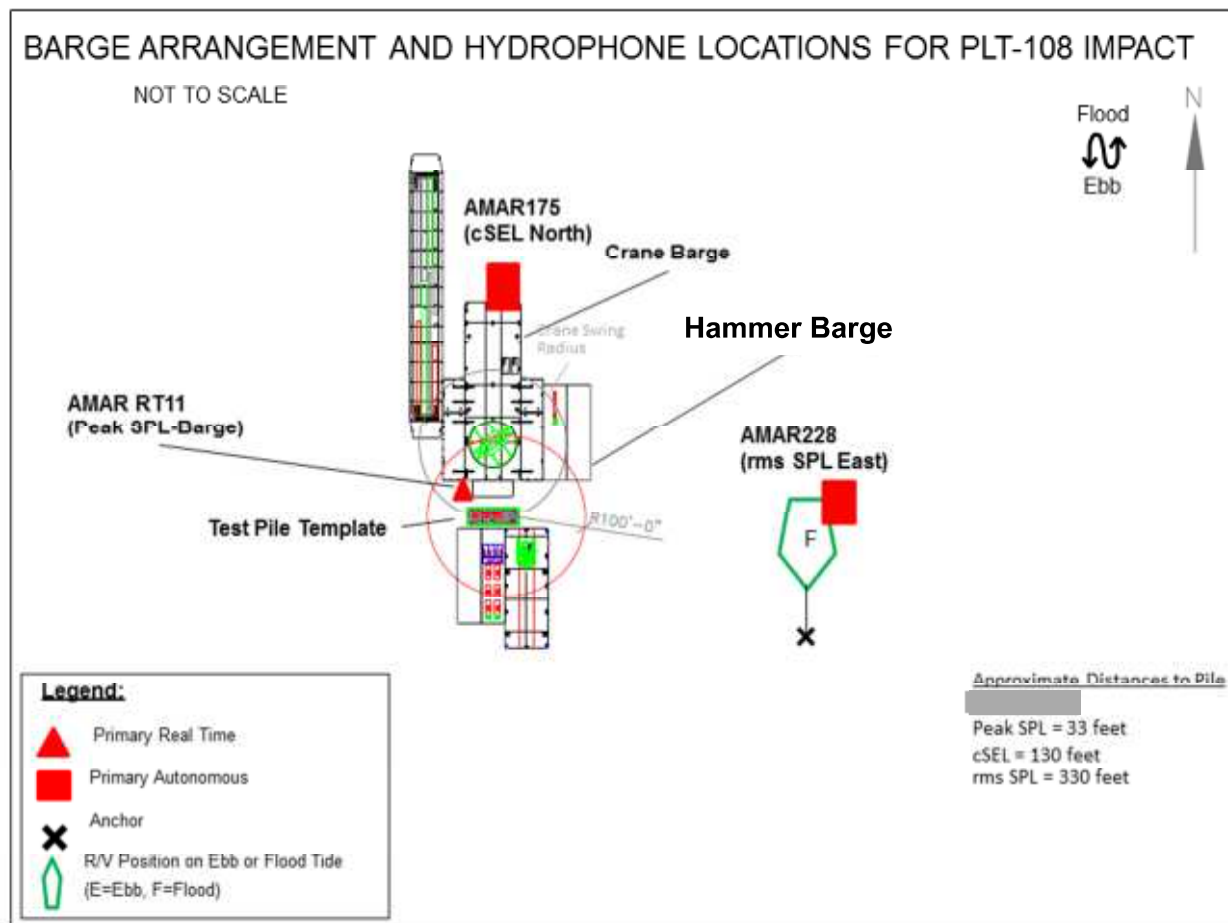 BARGE ARRANGEMENT AND HYDROPHONE LOCATIONS FOR PLT-108 IMPACT
NOT TO SCALE
N
Flood
Ebb
AMAR175
(cSEL North)
Crane Barge
Crane Swing
Radius
Hammer Barge
AMAR RT11
(Peak SPL-Barge)
AMAR228
(rms SPL East)
Test Pile Template
R100'-0"
F
Legend:
Primary Real Time
Primary Autonomous
Anchor
R/V Position on Ebb or Flood Tide
(E=Ebb, F=Flood)
Approximate Distances to Pile
Peak SPL = 33 feet
cSEL = 130 feet
rms SPL = 330 feet